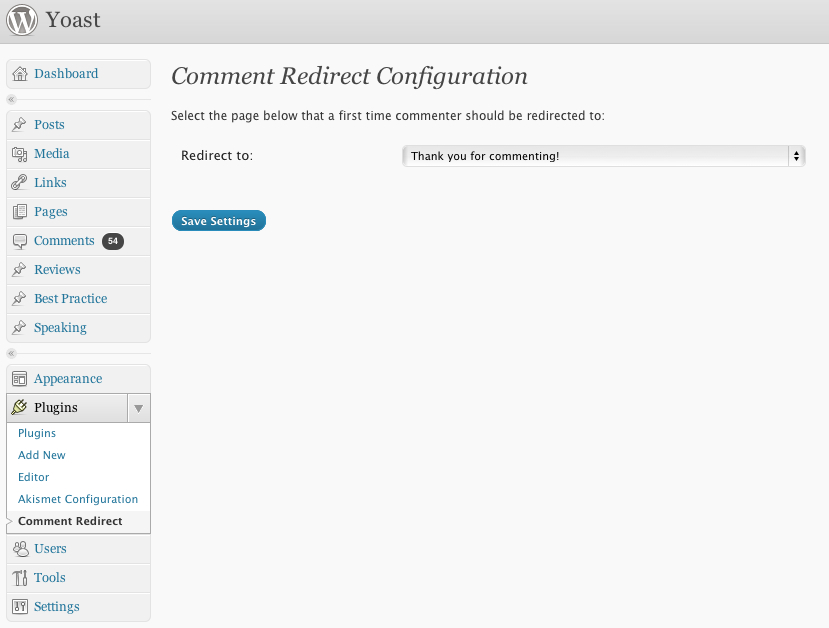 Yoast
Dashboard
Posts
Media
Links
Pages
Comments 54
Reviews
Best Practice
Speaking
Appearance
Plugins
Plugins
Add New
Editor
Akismet Configuration
Comment Redirect
Users
Tools
Settings
Comment Redirect Configuration
Select the page below that a first time commenter should be redirected to:
Redirect to: Thank you for commenting!
Save Settings